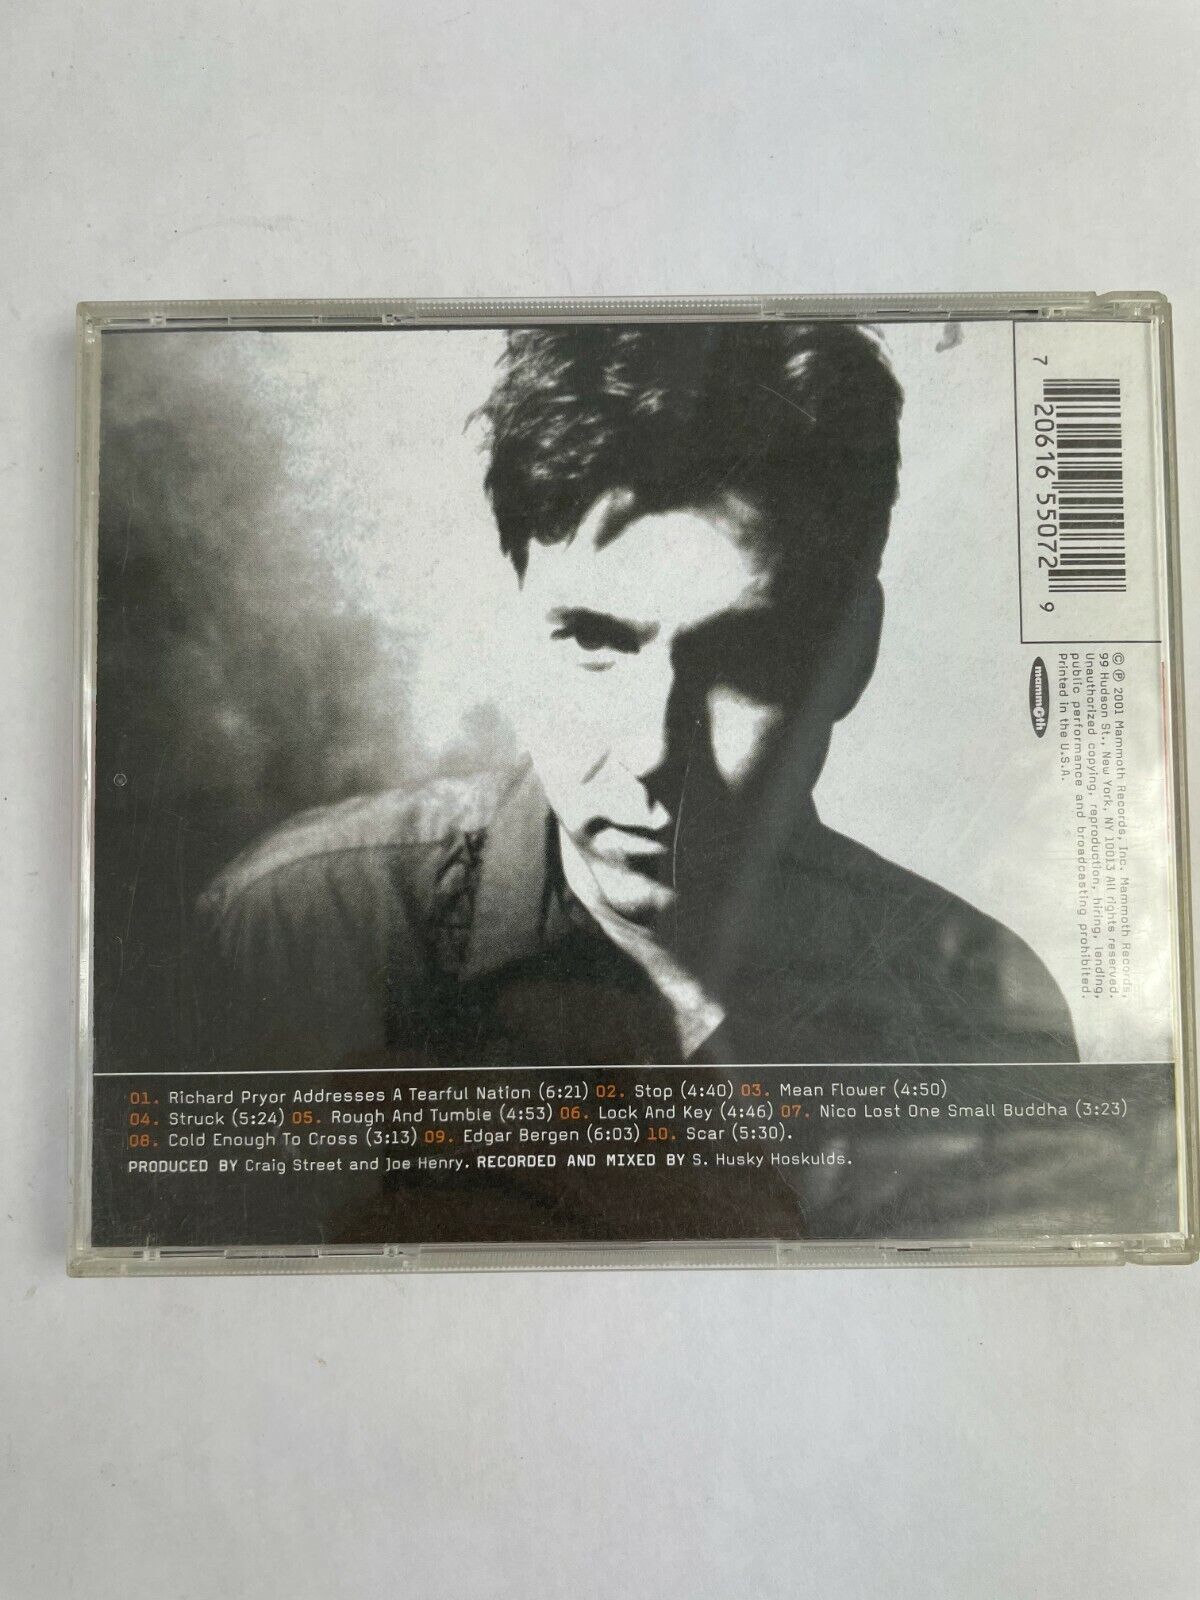 7 20616 55072 9
© ℗ 2001 Mammoth Records, Inc. Mammoth Records,
99 Hudson St., New York, NY 10013 All rights reserved.
Unauthorized copying, reproduction, hiring, lending,
public performance and broadcasting prohibited.
Printed in the U.S.A.
mammoth
01. Richard Pryor Addresses A Tearful Nation (6:21) 02. Stop (4:40) 03. Mean Flower (4:50)
04. Struck (5:24) 05. Rough And Tumble (4:53) 06. Lock And Key (4:46) 07. Nico Lost One Small Buddha (3:23)
08. Cold Enough To Cross (3:13) 09. Edgar Bergen (6:03) 10. Scar (5:30).
PRODUCED BY Craig Street and Joe Henry. RECORDED AND MIXED BY S. Husky Hoskulds.